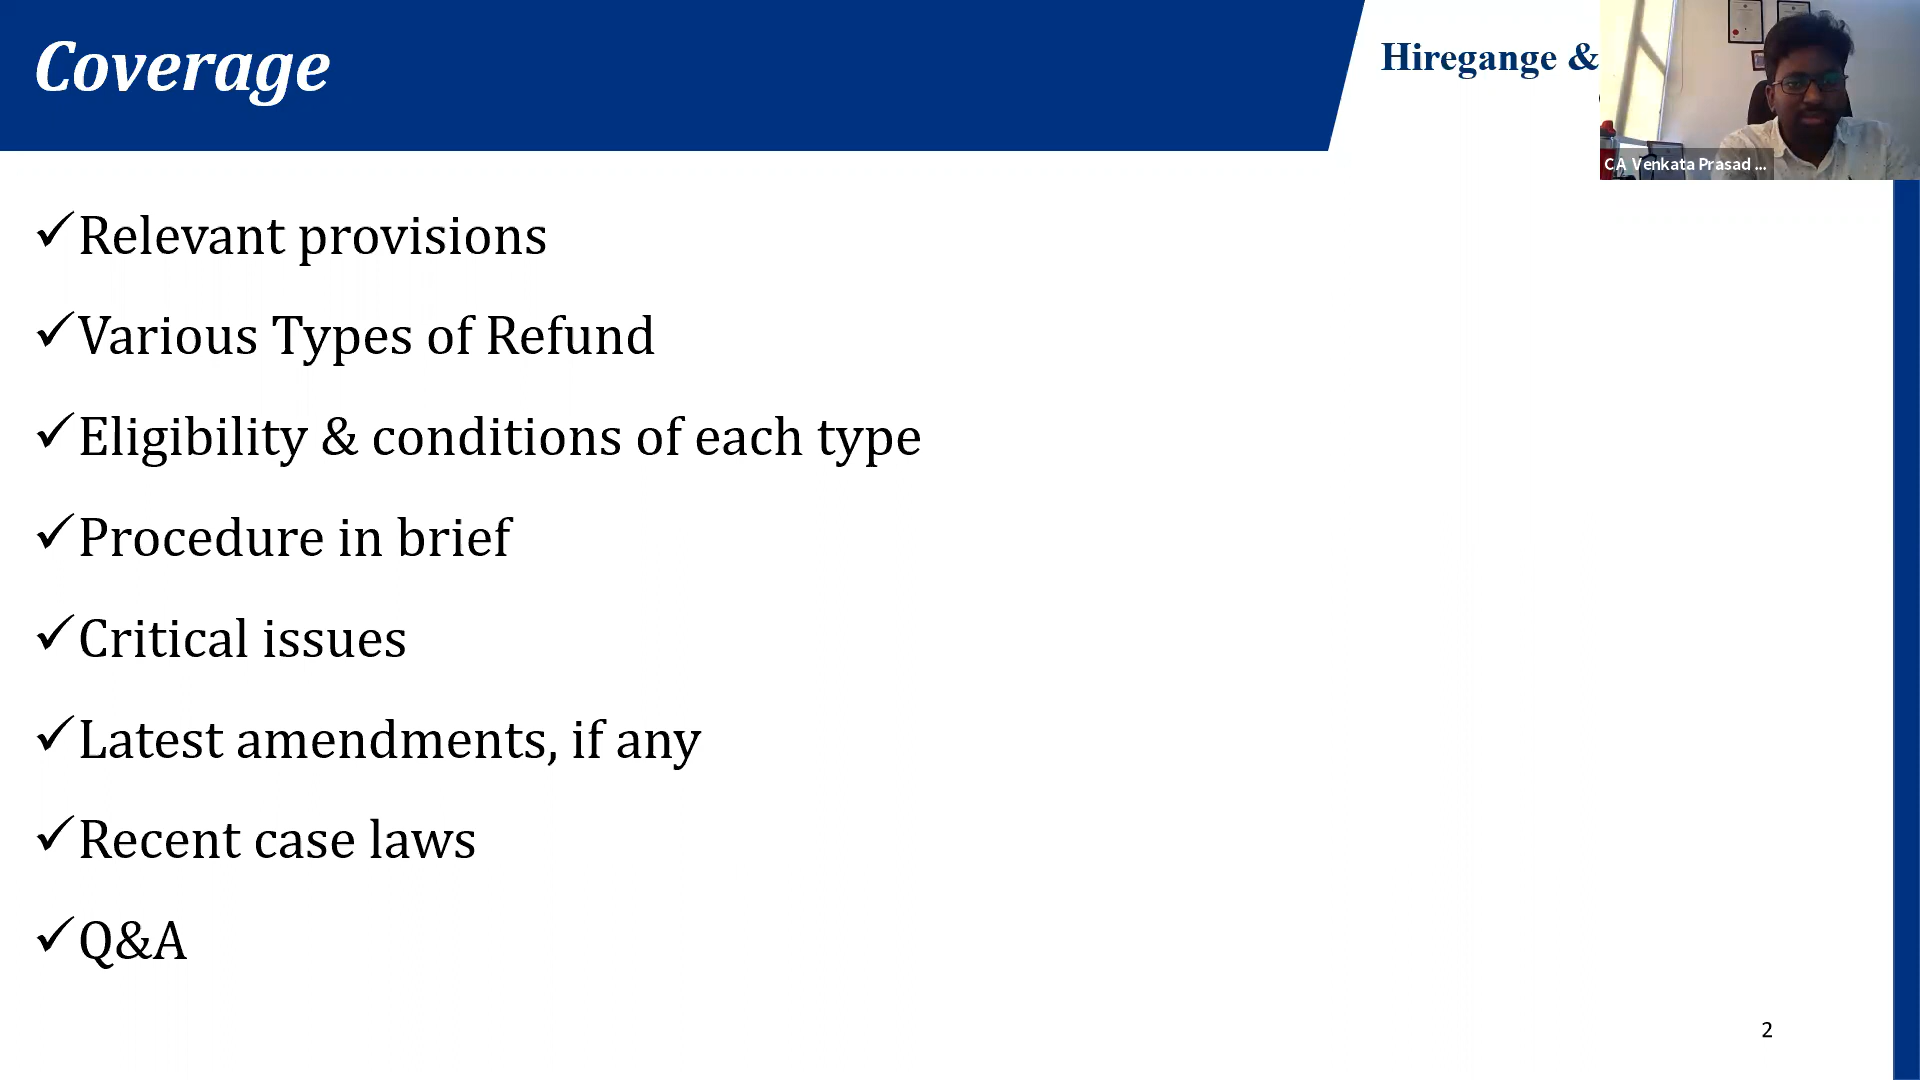 Coverage
Hiregange &
CA Venkata Prasad ...
✓Relevant provisions
✓Various Types of Refund
✓Eligibility & conditions of each type
✓Procedure in brief
✓Critical issues
✓Latest amendments, if any
✓Recent case laws
✓Q&A
2